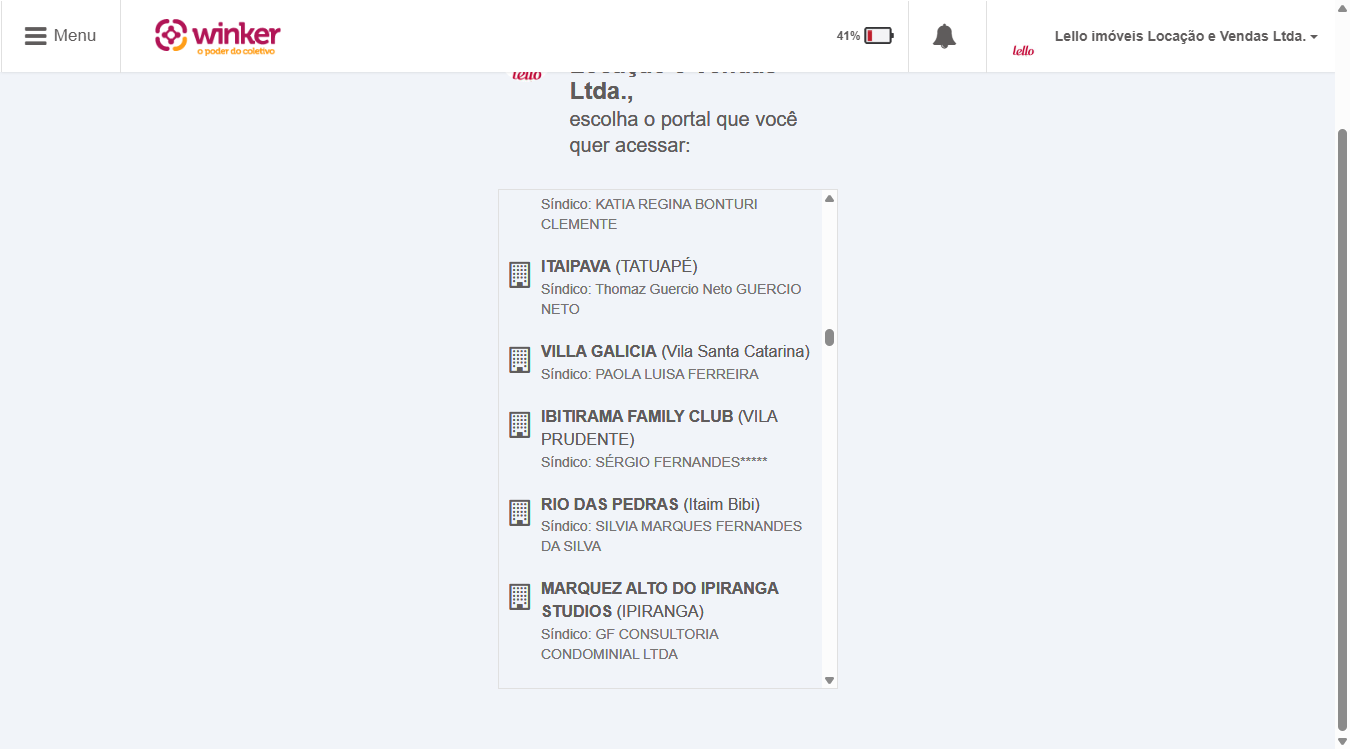 Menu
winker
o poder do coletivo
41%
lello
Lello imóveis Locação e Vendas Ltda.
lello
Locação e Vendas
Ltda.,
escolha o portal que você
quer acessar:
Síndico: KATIA REGINA BONTURI
CLEMENTE
ITAIPAVA (TATUAPÉ)
Síndico: Thomaz Guercio Neto GUERCIO
NETO
VILLA GALICIA (Vila Santa Catarina)
Síndico: PAOLA LUISA FERREIRA
IBITIRAMA FAMILY CLUB (VILA
PRUDENTE)
Síndico: SÉRGIO FERNANDES*****
RIO DAS PEDRAS (Itaim Bibi)
Síndico: SILVIA MARQUES FERNANDES
DA SILVA
MARQUEZ ALTO DO IPIRANGA
STUDIOS (IPIRANGA)
Síndico: GF CONSULTORIA
CONDOMINIAL LTDA